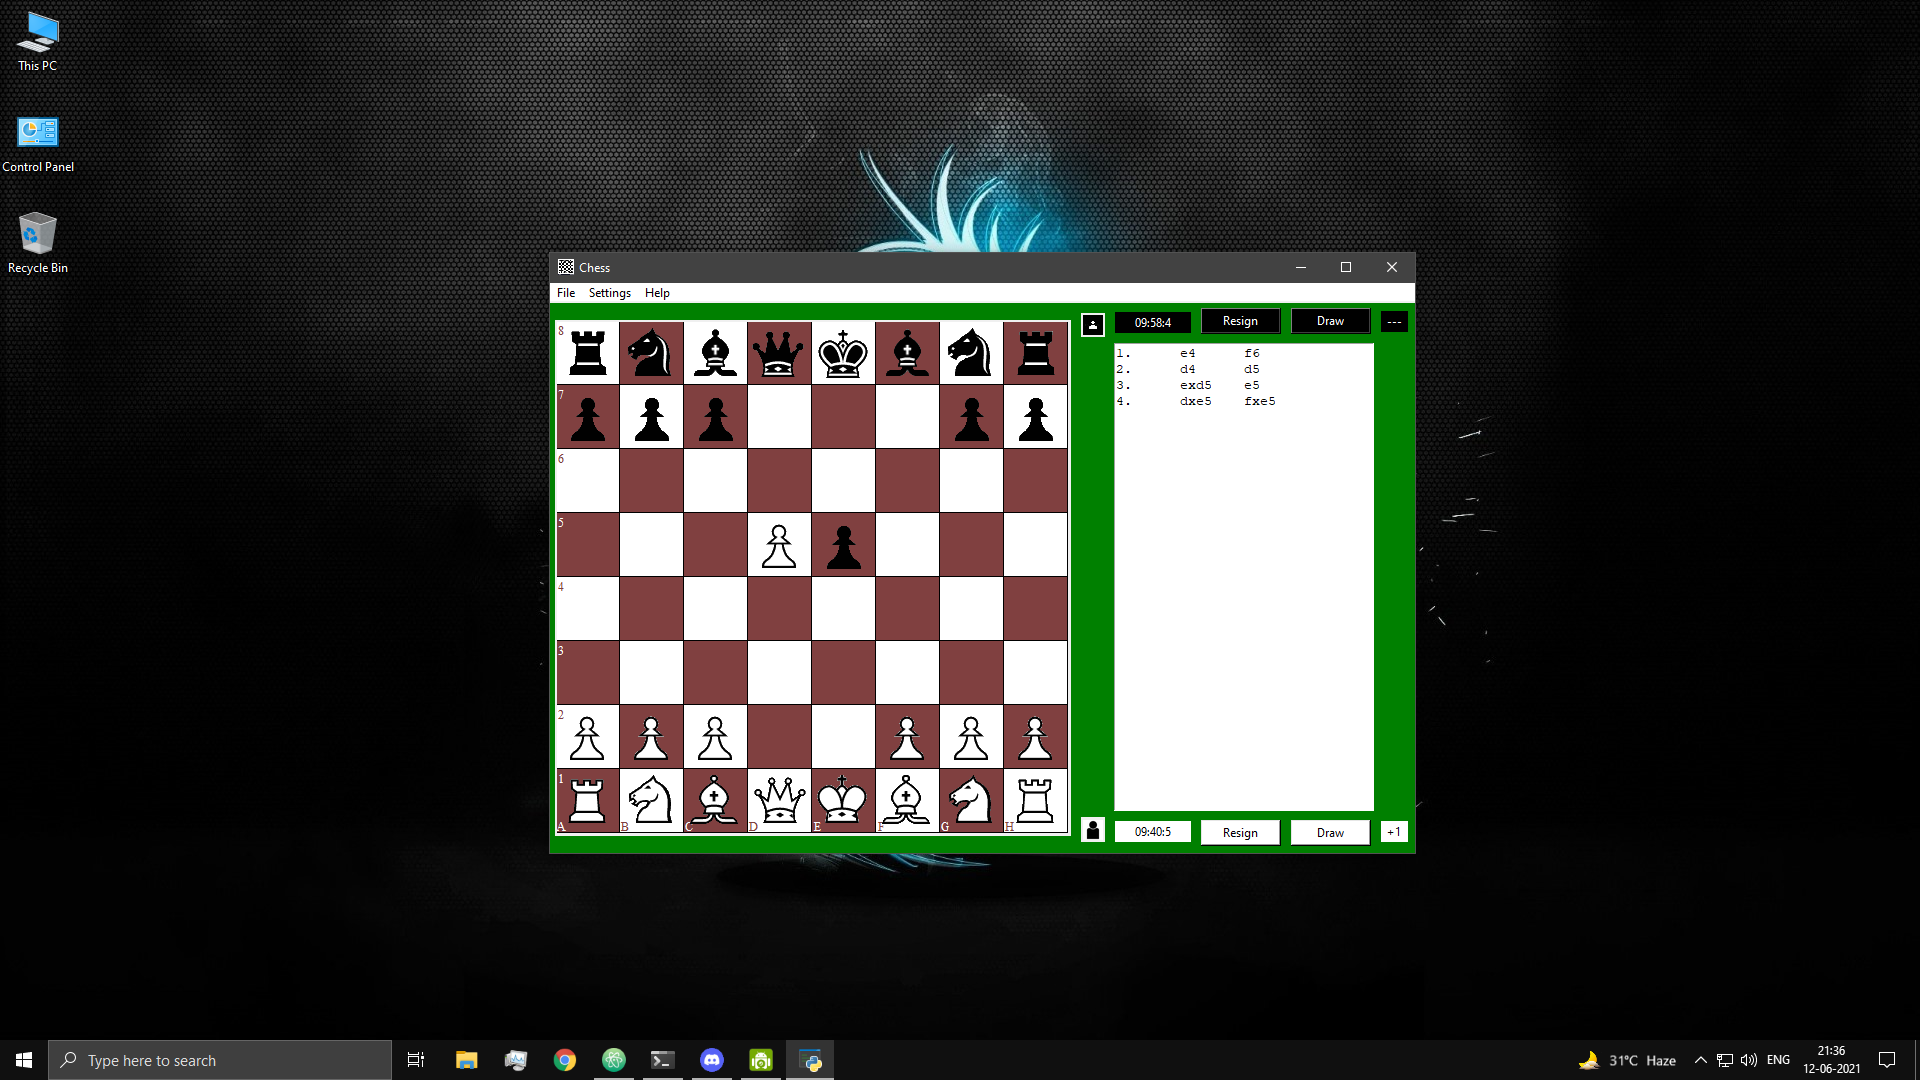 This PC
Control Panel
Recycle Bin
Chess
File Settings Help
09:58:4 Resign Draw ---
1. e4 f6
2. d4 d5
3. exd5 e5
4. dxe5 fxe5
8
7
6
5
4
3
2
1
A B C D E F G H
09:40:5 Resign Draw +1
Type here to search
31°C Haze
ENG
21:36
12-06-2021